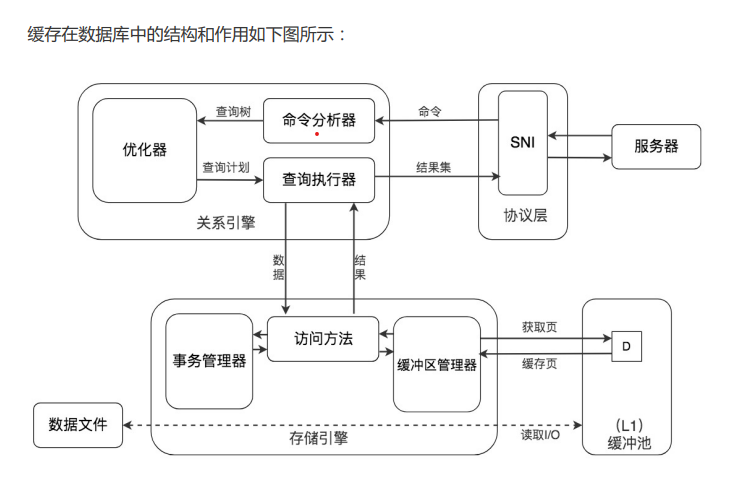 缓存在数据库中的结构和作用如下图所示：
优化器
查询树
命令分析器
命令
SNI
服务器
查询计划
查询执行器
结果集
关系引擎
协议层
数据
结果
事务管理器
访问方法
缓冲区管理器
获取页
D
缓存页
数据文件
存储引擎
读取I/O
（L1）
缓冲池